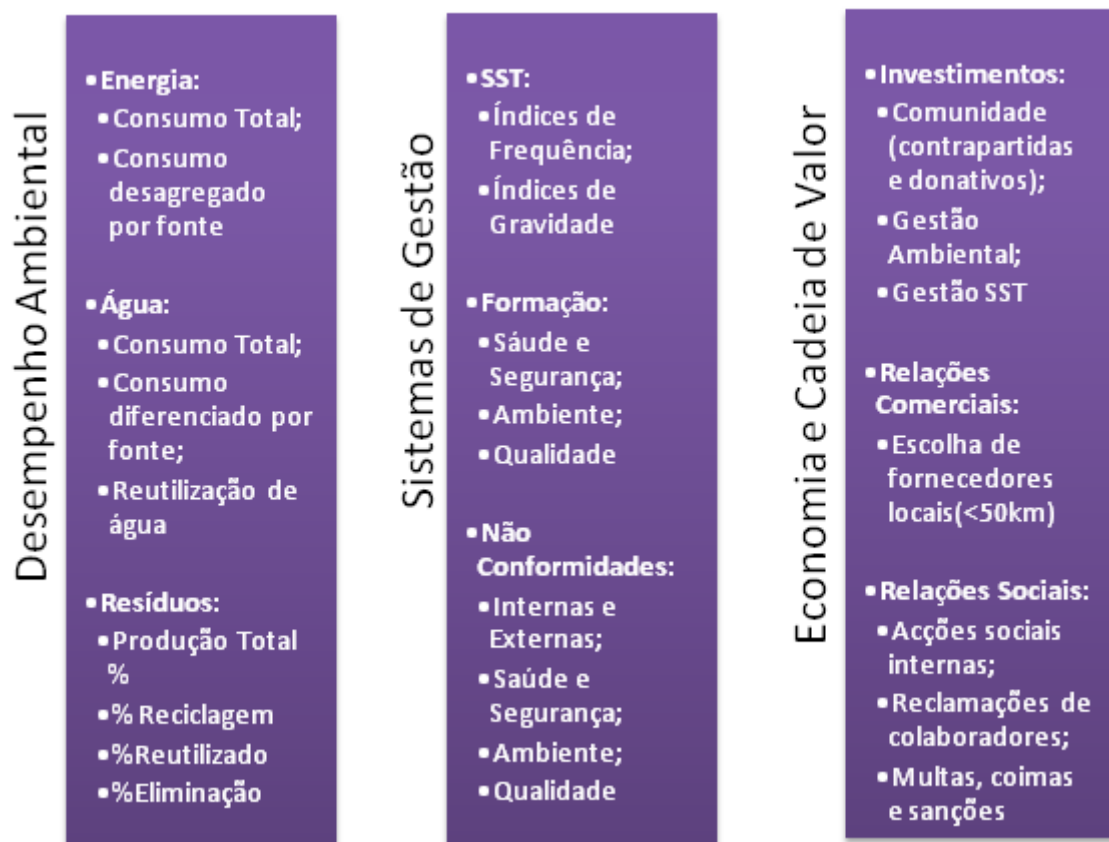 Desempenho Ambiental
•Energia:
•Consumo Total;
•Consumo
desagregado
por fonte
•Água:
•Consumo Total;
•Consumo
diferenciado por
fonte;
•Reutilização de
água
•Resíduos:
•Produção Total
%
•% Reciclagem
•%Reutilizado
•%Eliminação
Sistemas de Gestão
•SST:
•Índices de
Frequência;
•Índices de
Gravidade
•Formação:
•Sáude e
Segurança;
•Ambiente;
•Qualidade
•Não
Conformidades:
•Internas e
Externas;
•Saúde e
Segurança;
•Ambiente;
•Qualidade
Economia e Cadeia de Valor
•Investimentos:
•Comunidade
(contrapartidas
e donativos);
•Gestão
Ambiental;
•Gestão SST
•Relações
Comerciais:
•Escolha de
fornecedores
locais(<50km)
•Relações Sociais:
•Acções sociais
internas;
•Reclamações de
colaboradores;
•Multas, coimas
e sanções